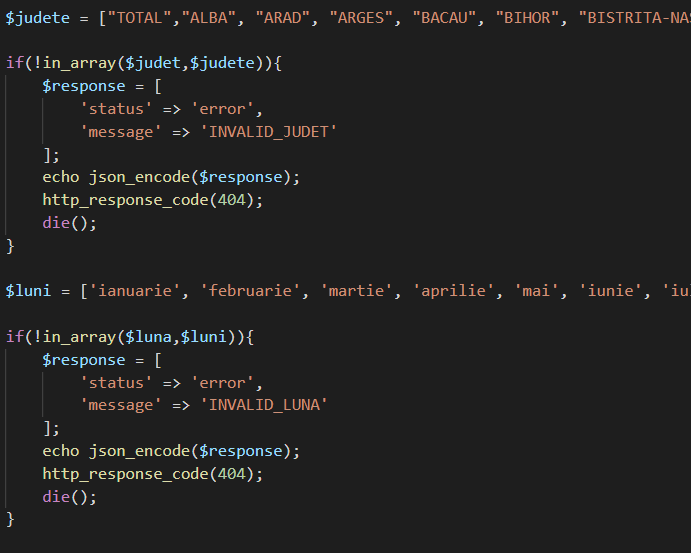 $judete = ["TOTAL","ALBA", "ARAD", "ARGES", "BACAU", "BIHOR", "BISTRITA-NAS
if(!in_array($judet,$judete)){
$response = [
'status' => 'error',
'message' => 'INVALID_JUDET'
];
echo json_encode($response);
http_response_code(404);
die();
}
$luni = ['ianuarie', 'februarie', 'martie', 'aprilie', 'mai', 'iunie', 'iu
if(!in_array($luna,$luni)){
$response = [
'status' => 'error',
'message' => 'INVALID_LUNA'
];
echo json_encode($response);
http_response_code(404);
die();
}